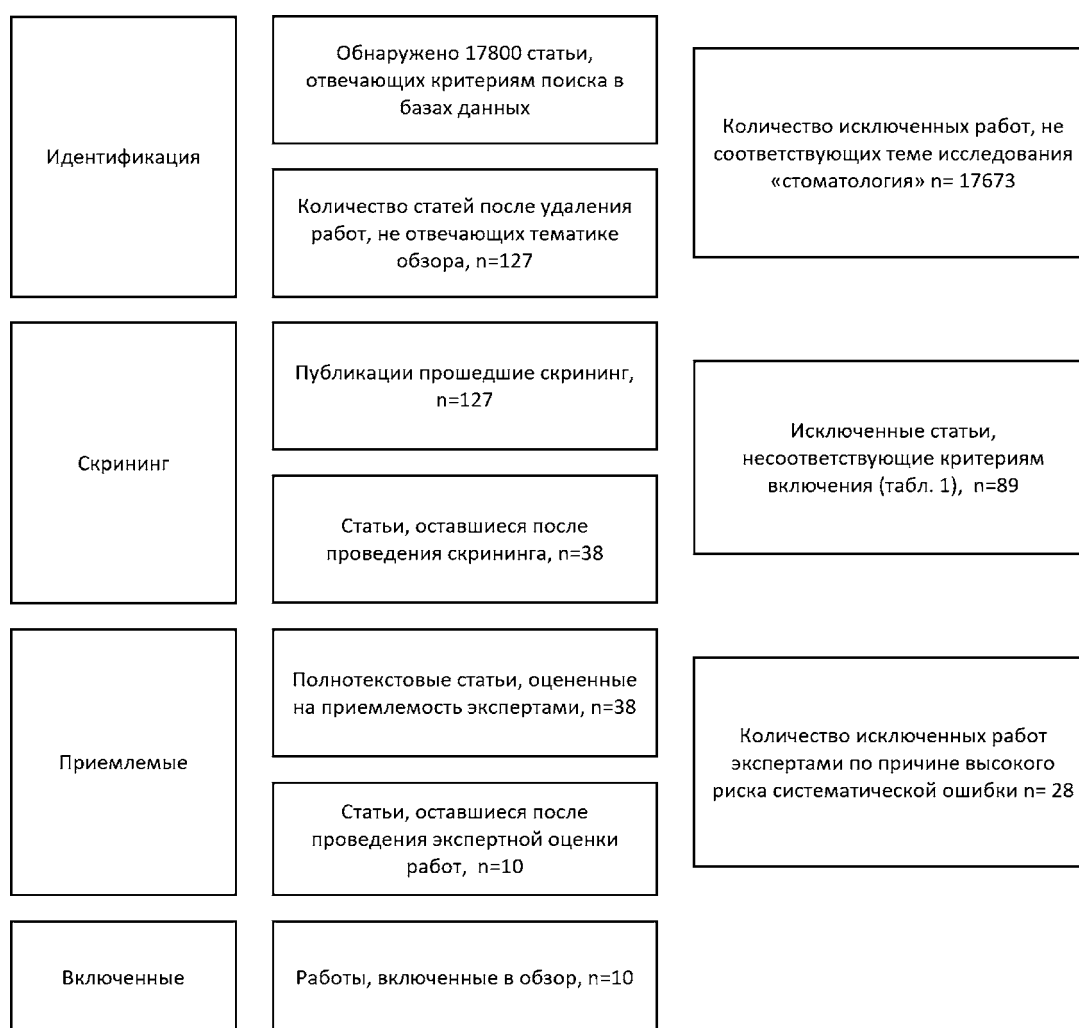 Идентификация
Обнаружено 17800 статьи,
отвечающих критериям поиска в
базах данных
Количество статей после удаления
работ, не отвечающих тематике
обзора, n=127
Количество исключенных работ, не
соответствующих теме исследования
«стоматология» n= 17673
Скрининг
Публикации прошедшие скрининг,
n=127
Статьи, оставшиеся после
проведения скрининга, n=38
Исключенные статьи,
несоответствующие критериям
включения (табл. 1), n=89
Приемлемые
Полнотекстовые статьи, оцененные
на приемлемость экспертами, n=38
Статьи, оставшиеся после
проведения экспертной оценки
работ, n=10
Количество исключенных работ
экспертами по причине высокого
риска систематической ошибки n= 28
Включенные
Работы, включенные в обзор, n=10